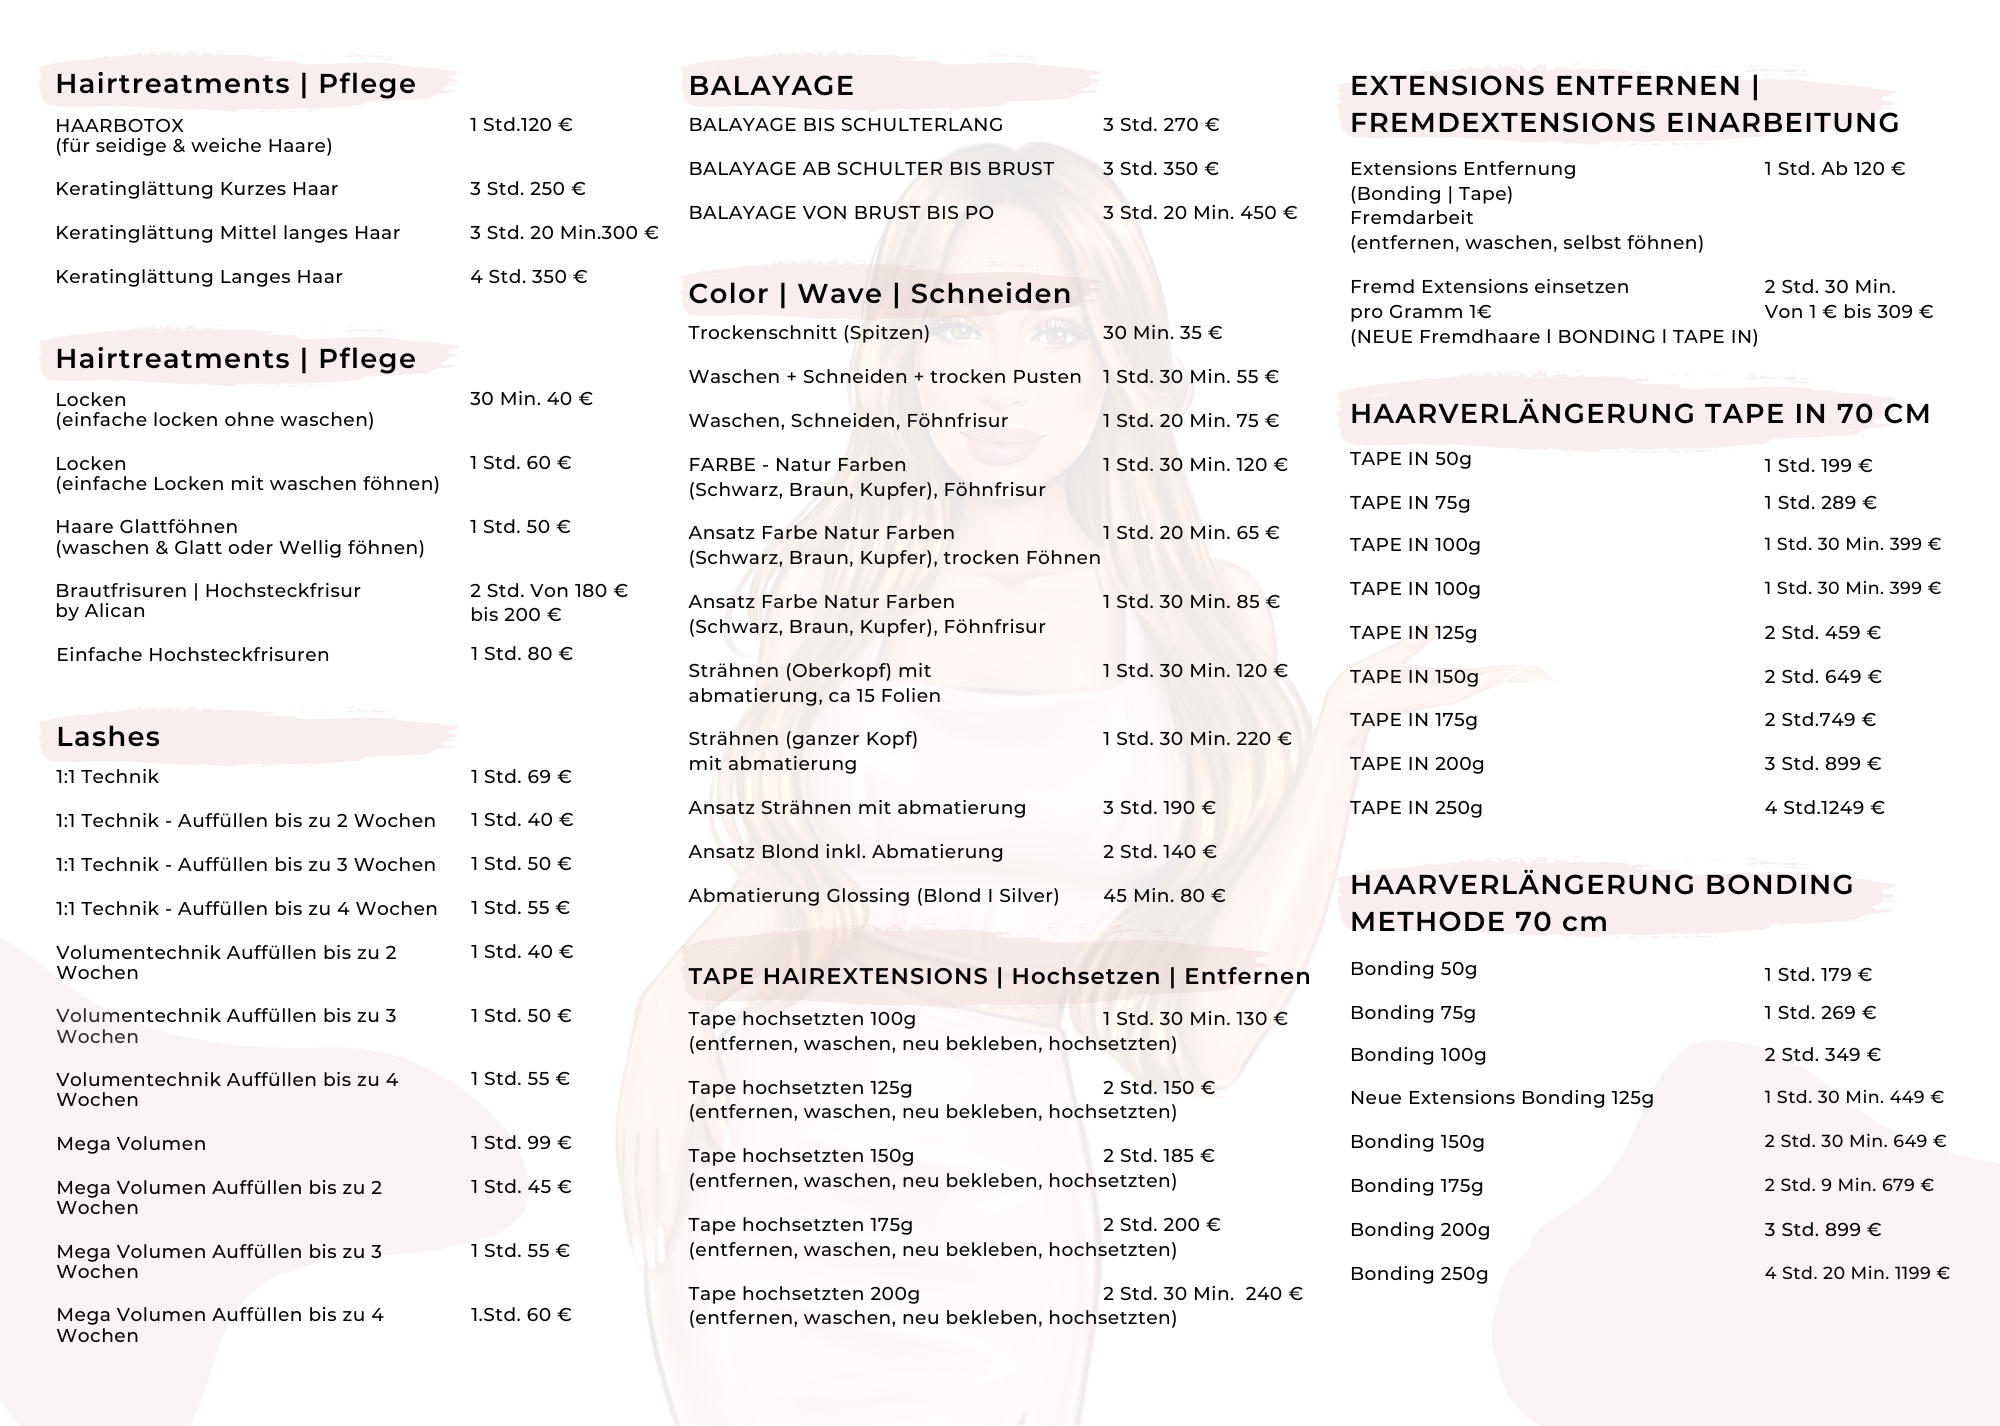 Hairtreatments | Pflege
HAARBOTOX 1 Std.120 €
(für seidige & weiche Haare)
Keratinglättung Kurzes Haar 3 Std. 250 €
Keratinglättung Mittel langes Haar 3 Std. 20 Min.300 €
Keratinglättung Langes Haar 4 Std. 350 €
Hairtreatments | Pflege
Locken 30 Min. 40 €
(einfache locken ohne waschen)
Locken 1 Std. 60 €
(einfache Locken mit waschen föhnen)
Haare Glattföhnen 1 Std. 50 €
(waschen & Glatt oder Wellig föhnen)
Brautfrisuren | Hochsteckfrisur 2 Std. Von 180 €
by Alican bis 200 €
Einfache Hochsteckfrisuren 1 Std. 80 €
Lashes
1:1 Technik 1 Std. 69 €
1:1 Technik - Auffüllen bis zu 2 Wochen 1 Std. 40 €
1:1 Technik - Auffüllen bis zu 3 Wochen 1 Std. 50 €
1:1 Technik - Auffüllen bis zu 4 Wochen 1 Std. 55 €
Volumentechnik Auffüllen bis zu 2 1 Std. 40 €
Wochen
Volumentechnik Auffüllen bis zu 3 1 Std. 50 €
Wochen
Volumentechnik Auffüllen bis zu 4 1 Std. 55 €
Wochen
Mega Volumen 1 Std. 99 €
Mega Volumen Auffüllen bis zu 2 1 Std. 45 €
Wochen
Mega Volumen Auffüllen bis zu 3 1 Std. 55 €
Wochen
Mega Volumen Auffüllen bis zu 4 1.Std. 60 €
Wochen
BALAYAGE
BALAYAGE BIS SCHULTERLANG 3 Std. 270 €
BALAYAGE AB SCHULTER BIS BRUST 3 Std. 350 €
BALAYAGE VON BRUST BIS PO 3 Std. 20 Min. 450 €
Color | Wave | Schneiden
Trockenschnitt (Spitzen) 30 Min. 35 €
Waschen + Schneiden + trocken Pusten 1 Std. 30 Min. 55 €
Waschen, Schneiden, Föhnfrisur 1 Std. 20 Min. 75 €
FARBE - Natur Farben 1 Std. 30 Min. 120 €
(Schwarz, Braun, Kupfer), Föhnfrisur
Ansatz Farbe Natur Farben 1 Std. 20 Min. 65 €
(Schwarz, Braun, Kupfer), trocken Föhnen
Ansatz Farbe Natur Farben 1 Std. 30 Min. 85 €
(Schwarz, Braun, Kupfer), Föhnfrisur
Strähnen (Oberkopf) mit 1 Std. 30 Min. 120 €
abmatierung, ca 15 Folien
Strähnen (ganzer Kopf) 1 Std. 30 Min. 220 €
mit abmatierung
Ansatz Strähnen mit abmatierung 3 Std. 190 €
Ansatz Blond inkl. Abmatierung 2 Std. 140 €
Abmatierung Glossing (Blond I Silver) 45 Min. 80 €
TAPE HAIREXTENSIONS | Hochsetzen | Entfernen
Tape hochsetzten 100g 1 Std. 30 Min. 130 €
(entfernen, waschen, neu bekleben, hochsetzten)
Tape hochsetzten 125g 2 Std. 150 €
(entfernen, waschen, neu bekleben, hochsetzten)
Tape hochsetzten 150g 2 Std. 185 €
(entfernen, waschen, neu bekleben, hochsetzten)
Tape hochsetzten 175g 2 Std. 200 €
(entfernen, waschen, neu bekleben, hochsetzten)
Tape hochsetzten 200g 2 Std. 30 Min. 240 €
(entfernen, waschen, neu bekleben, hochsetzten)
EXTENSIONS ENTFERNEN |
FREMDEXTENSIONS EINARBEITUNG
Extensions Entfernung 1 Std. Ab 120 €
(Bonding | Tape)
Fremdarbeit
(entfernen, waschen, selbst föhnen)
Fremd Extensions einsetzen 2 Std. 30 Min.
pro Gramm 1€ Von 1 € bis 309 €
(NEUE Fremdhaare l BONDING l TAPE IN)
HAARVERLÄNGERUNG TAPE IN 70 CM
TAPE IN 50g 1 Std. 199 €
TAPE IN 75g 1 Std. 289 €
TAPE IN 100g 1 Std. 30 Min. 399 €
TAPE IN 100g 1 Std. 30 Min. 399 €
TAPE IN 125g 2 Std. 459 €
TAPE IN 150g 2 Std. 649 €
TAPE IN 175g 2 Std.749 €
TAPE IN 200g 3 Std. 899 €
TAPE IN 250g 4 Std.1249 €
HAARVERLÄNGERUNG BONDING
METHODE 70 cm
Bonding 50g 1 Std. 179 €
Bonding 75g 1 Std. 269 €
Bonding 100g 2 Std. 349 €
Neue Extensions Bonding 125g 1 Std. 30 Min. 449 €
Bonding 150g 2 Std. 30 Min. 649 €
Bonding 175g 2 Std. 9 Min. 679 €
Bonding 200g 3 Std. 899 €
Bonding 250g 4 Std. 20 Min. 1199 €